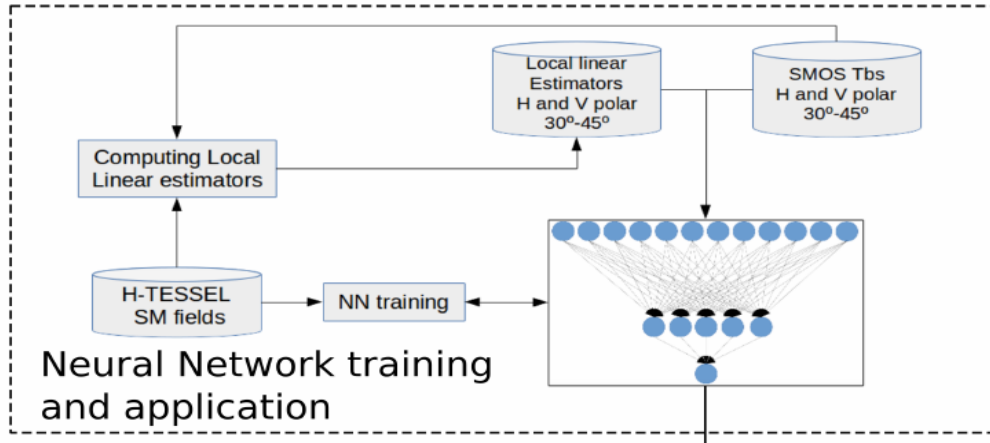 Local linear
Estimators
H and V polar
30º-45º
SMOS Tbs
H and V polar
30º-45º
Computing Local
Linear estimators
H-TESSEL
SM fields
NN training
Neural Network training
and application